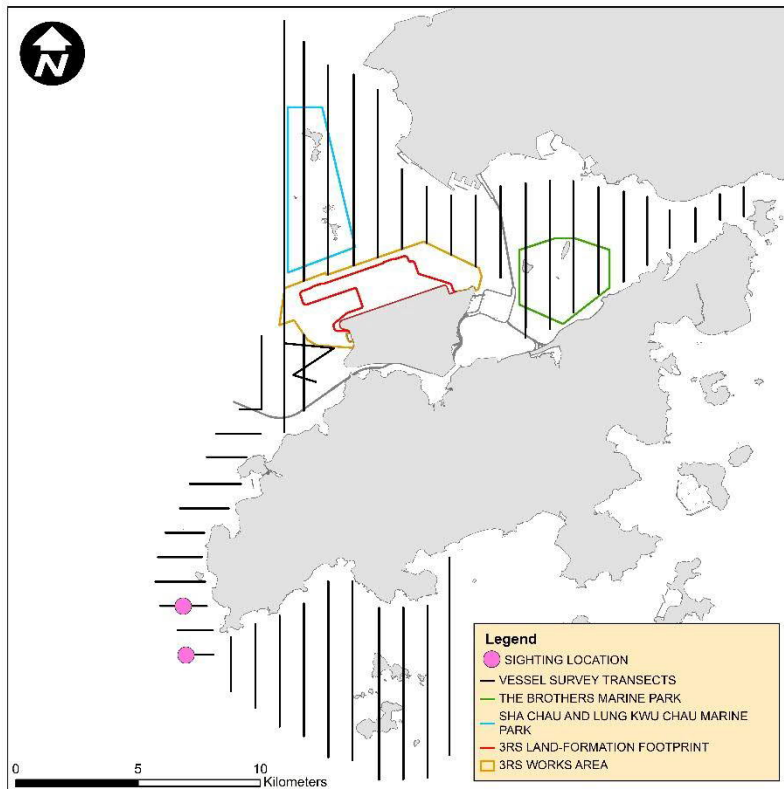 N
Legend
SIGHTING LOCATION
VESSEL SURVEY TRANSECTS
THE BROTHERS MARINE PARK
SHA CHAU AND LUNG KWU CHAU MARINE
PARK
3RS LAND-FORMATION FOOTPRINT
3RS WORKS AREA
0 5 10
Kilometers